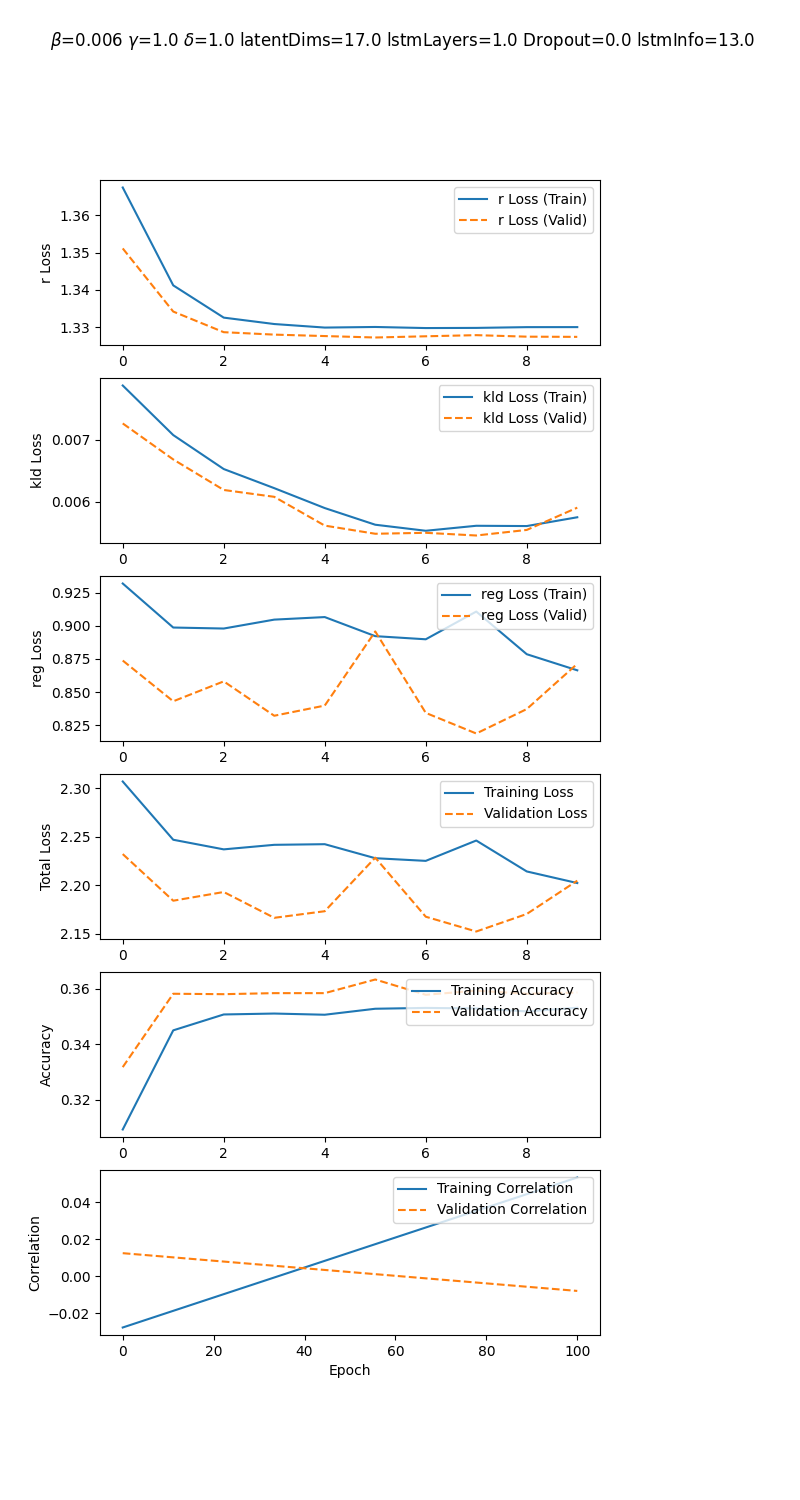 β=0.006 γ=1.0 δ=1.0 latentDims=17.0 lstmLayers=1.0 Dropout=0.0 lstmInfo=13.0
r Loss
1.36
1.35
1.34
1.33
r Loss (Train)
r Loss (Valid)
0 2 4 6 8
kld Loss
0.007
0.006
kld Loss (Train)
kld Loss (Valid)
0 2 4 6 8
reg Loss
0.925
0.900
0.875
0.850
0.825
reg Loss (Train)
reg Loss (Valid)
0 2 4 6 8
Total Loss
2.30
2.25
2.20
2.15
Training Loss
Validation Loss
0 2 4 6 8
Accuracy
0.36
0.34
0.32
Training Accuracy
Validation Accuracy
0 2 4 6 8
Correlation
0.04
0.02
0.00
−0.02
Training Correlation
Validation Correlation
0 20 40 60 80 100
Epoch